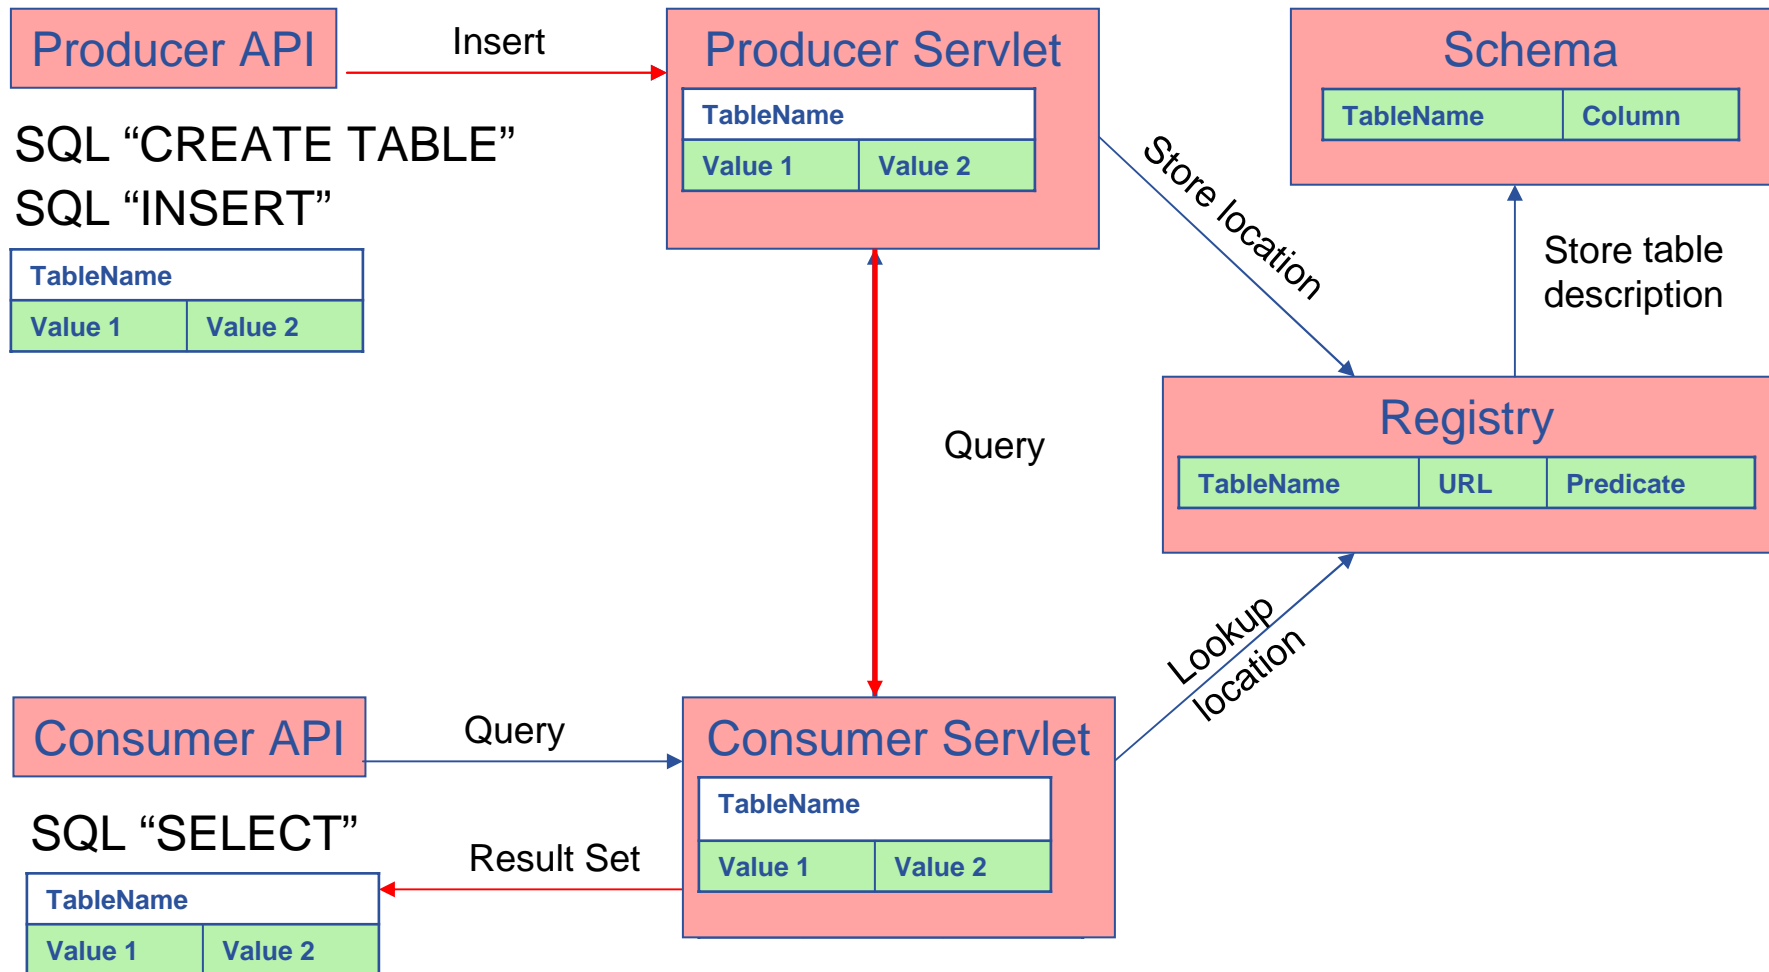 Producer API
Insert
Producer Servlet
TableName
Value 1 Value 2
Schema
TableName Column
SQL “CREATE TABLE”
SQL “INSERT”
TableName
Value 1 Value 2
Store location
Store table
description
Registry
TableName URL Predicate
Query
Lookup
location
Consumer API
Query
Consumer Servlet
TableName
Value 1 Value 2
SQL “SELECT”
Result Set
TableName
Value 1 Value 2